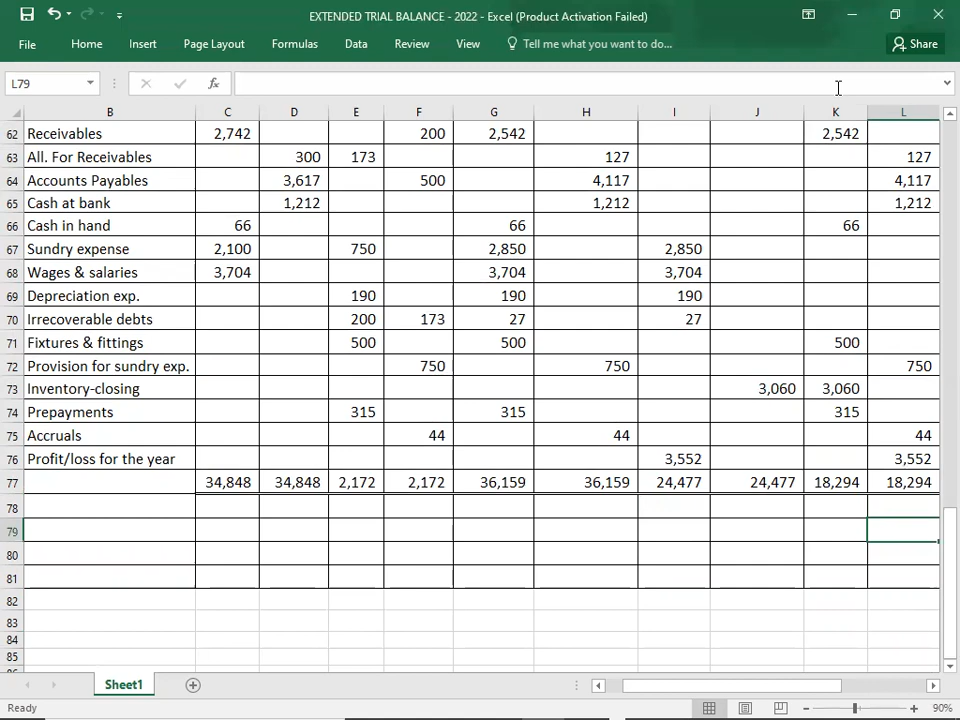 EXTENDED TRIAL BALANCE - 2022 - Excel (Product Activation Failed)
File Home Insert Page Layout Formulas Data Review View Tell me what you want to do... Share
L79 fx
B C D E F G H I J K L
62 Receivables 2,742 200 2,542 2,542
63 All. For Receivables 300 173 127 127
64 Accounts Payables 3,617 500 4,117 4,117
65 Cash at bank 1,212 1,212 1,212
66 Cash in hand 66 66 66
67 Sundry expense 2,100 750 2,850 2,850
68 Wages & salaries 3,704 3,704 3,704
69 Depreciation exp. 190 190 190
70 Irrecoverable debts 200 173 27 27
71 Fixtures & fittings 500 500 500
72 Provision for sundry exp. 750 750 750
73 Inventory-closing 3,060 3,060
74 Prepayments 315 315 315
75 Accruals 44 44 44
76 Profit/loss for the year 3,552 3,552
77 34,848 34,848 2,172 2,172 36,159 36,159 24,477 24,477 18,294 18,294
78
79
80
81
82
83
84
85
Sheet1
Ready 90%